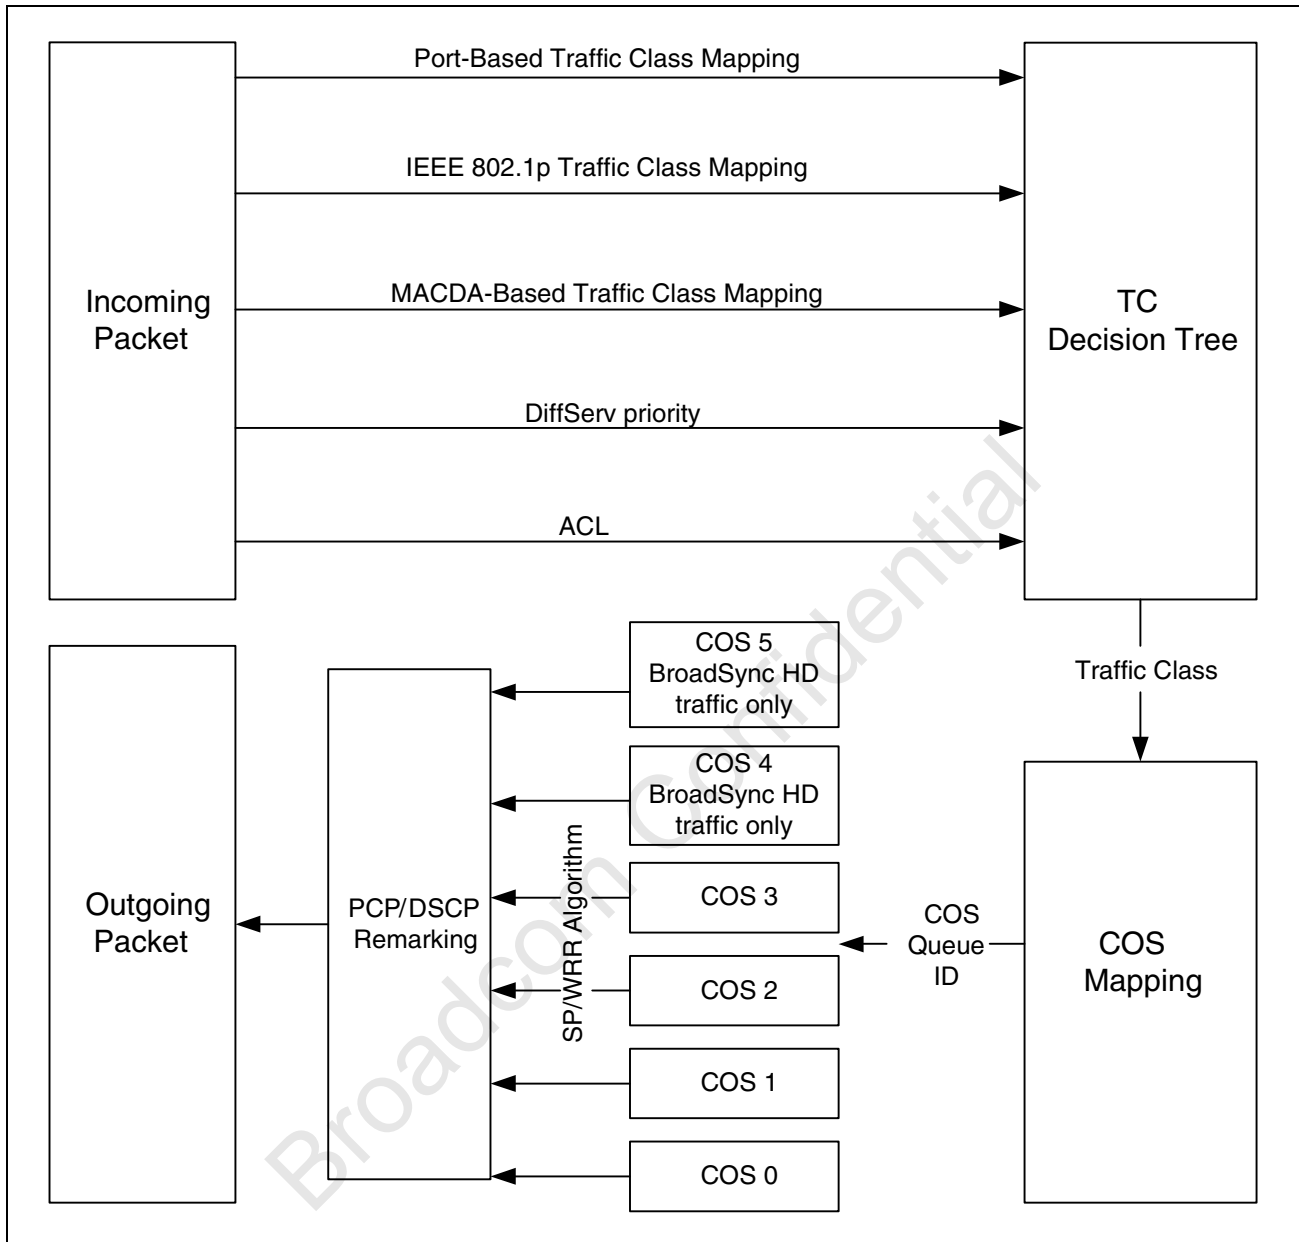 Port-Based Traffic Class Mapping
IEEE 802.1p Traffic Class Mapping
MACDA-Based Traffic Class Mapping
DiffServ priority
ACL
Incoming
Packet
TC
Decision Tree
Traffic Class
COS
Mapping
COS
Queue
ID
COS 5
BroadSync HD
traffic only
COS 4
BroadSync HD
traffic only
COS 3
COS 2
COS 1
COS 0
SP/WRR Algorithm
PCP/DSCP
Remarking
Outgoing
Packet
Broadcom Confidential